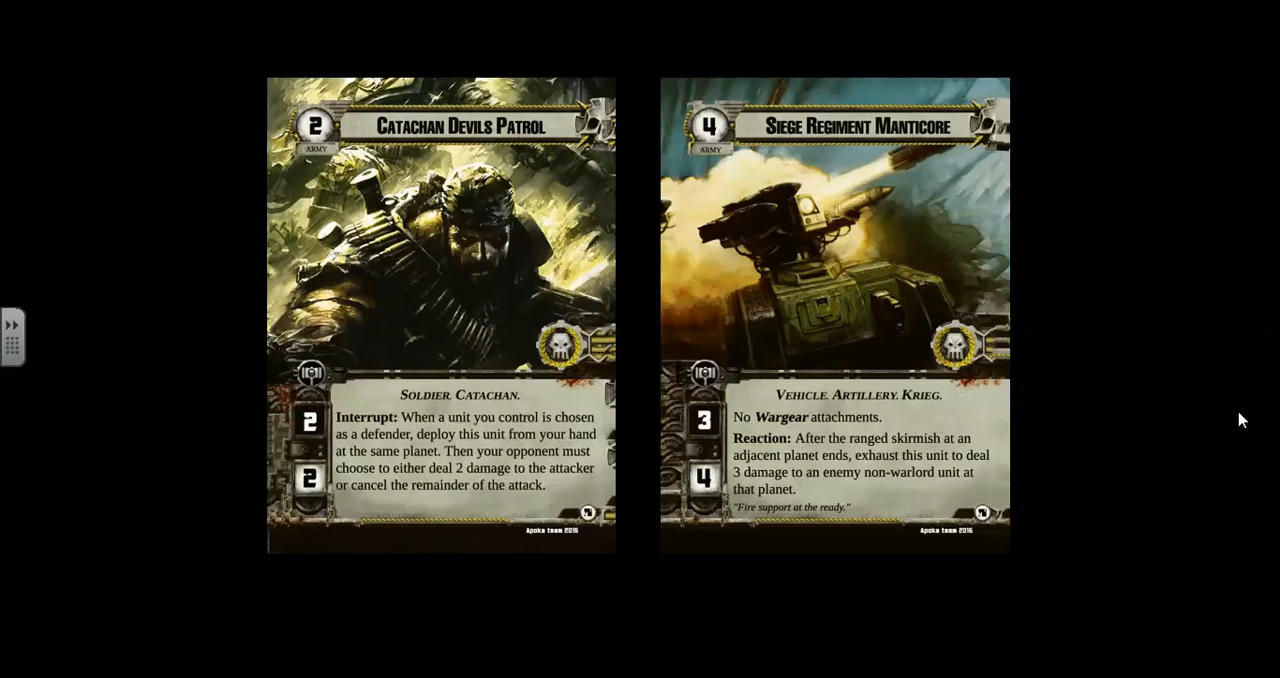 2
CATACHAN DEVILS PATROL
ARMY
SOLDIER. CATACHAN.
2
Interrupt: When a unit you control is chosen
as a defender, deploy this unit from your hand
at the same planet. Then your opponent must
choose to either deal 2 damage to the attacker
or cancel the remainder of the attack.
2
Apoka team 2016
4
SIEGE REGIMENT MANTICORE
ARMY
VEHICLE. ARTILLERY. KRIEG.
3
No Wargear attachments.
Reaction: After the ranged skirmish at an
adjacent planet ends, exhaust this unit to deal
3 damage to an enemy non-warlord unit at
that planet.
4
"Fire support at the ready."
Apoka team 2016